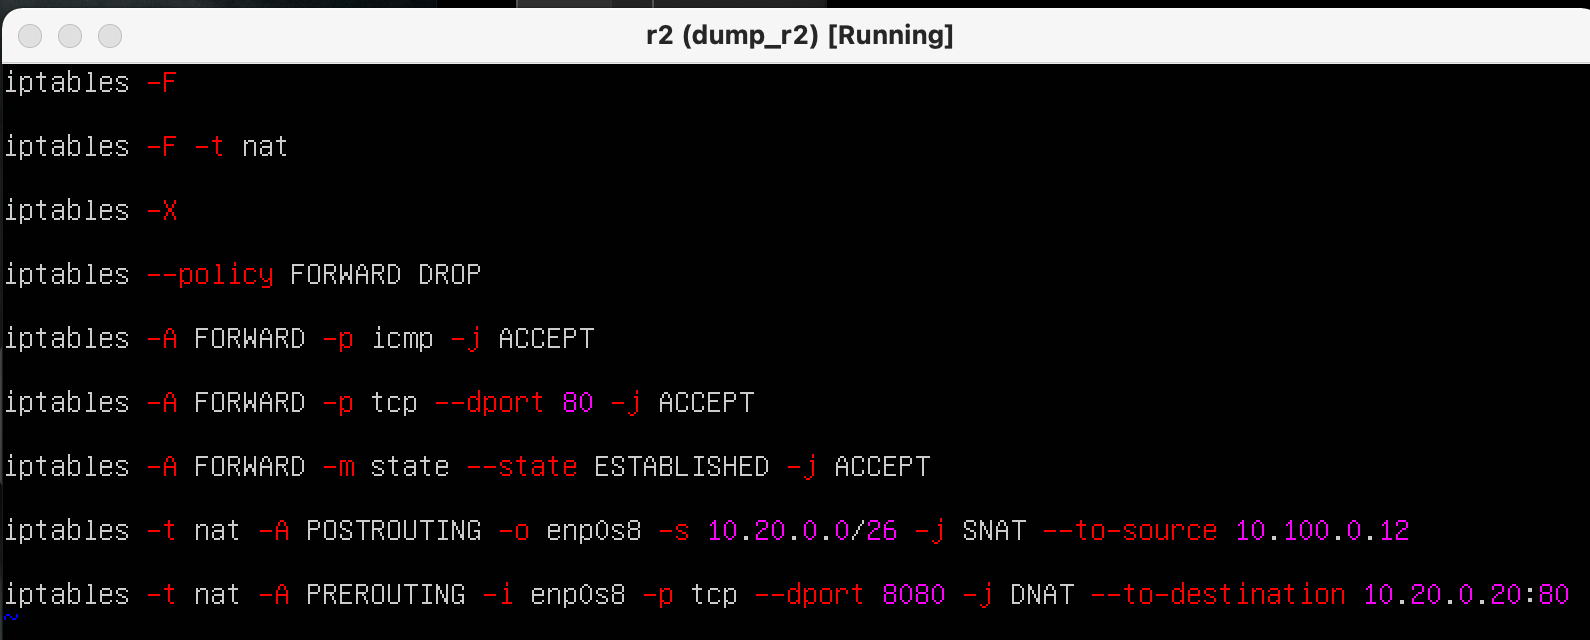 r2 (dump_r2) [Running]
iptables -F
iptables -F -t nat
iptables -X
iptables --policy FORWARD DROP
iptables -A FORWARD -p icmp -j ACCEPT
iptables -A FORWARD -p tcp --dport 80 -j ACCEPT
iptables -A FORWARD -m state --state ESTABLISHED -j ACCEPT
iptables -t nat -A POSTROUTING -o enp0s8 -s 10.20.0.0/26 -j SNAT --to-source 10.100.0.12
iptables -t nat -A PREROUTING -i enp0s8 -p tcp --dport 8080 -j DNAT --to-destination 10.20.0.20:80
~